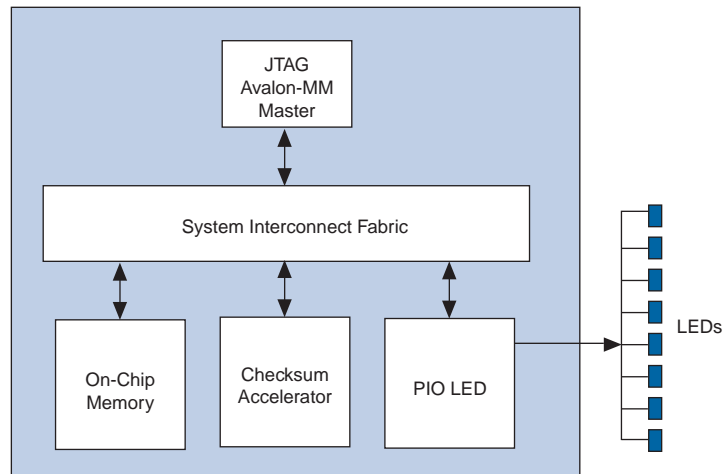 JTAG
Avalon-MM
Master
System Interconnect Fabric
On-Chip
Memory
Checksum
Accelerator
PIO LED
LEDs